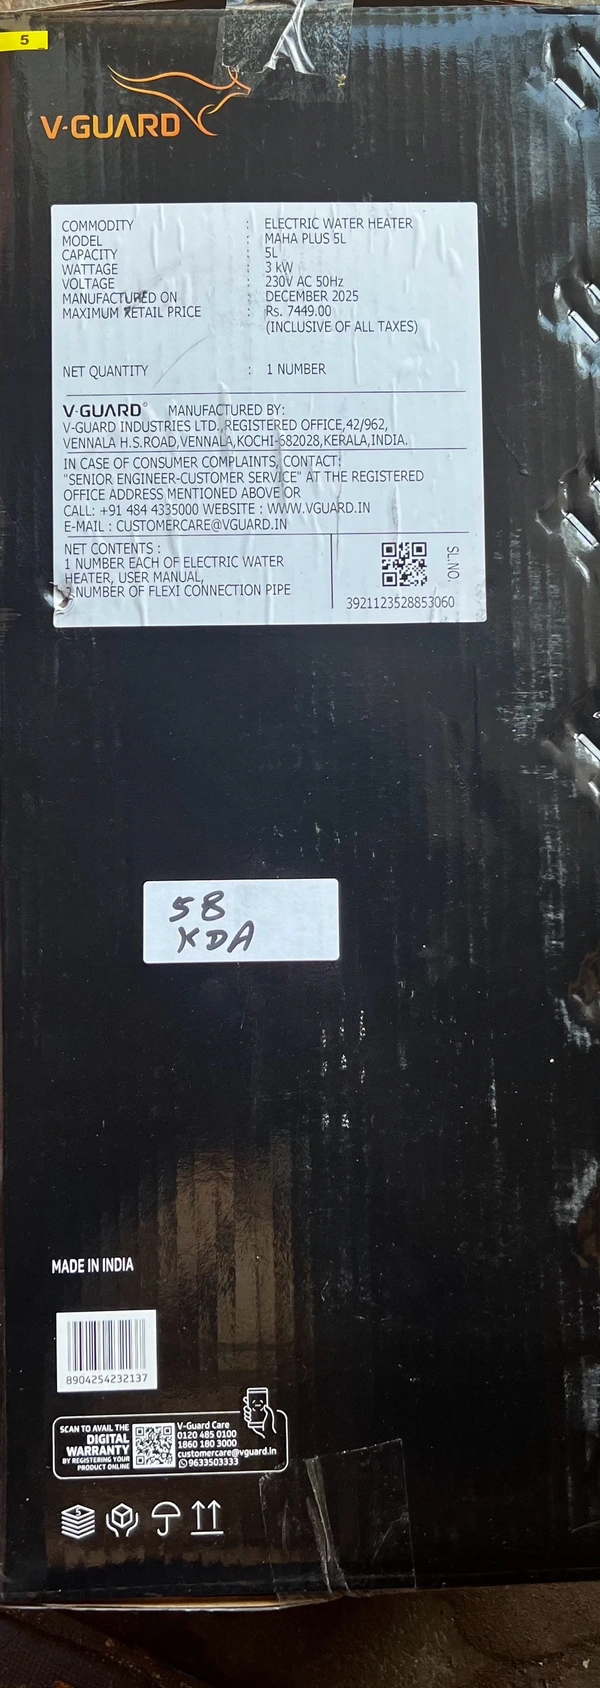 5
V-GUARD
COMMODITY : ELECTRIC WATER HEATER
MODEL : MAHA PLUS 5L
CAPACITY : 5L
WATTAGE : 3 kW
VOLTAGE : 230V AC 50Hz
MANUFACTURED ON : DECEMBER 2025
MAXIMUM RETAIL PRICE : Rs. 7449.00
(INCLUSIVE OF ALL TAXES)
NET QUANTITY : 1 NUMBER
V-GUARD® MANUFACTURED BY:
V-GUARD INDUSTRIES LTD.,REGISTERED OFFICE,42/962,
VENNALA H.S.ROAD,VENNALA,KOCHI-682028,KERALA,INDIA.
IN CASE OF CONSUMER COMPLAINTS, CONTACT:
"SENIOR ENGINEER-CUSTOMER SERVICE" AT THE REGISTERED
OFFICE ADDRESS MENTIONED ABOVE OR
CALL: +91 484 4335000 WEBSITE : WWW.VGUARD.IN
E-MAIL : CUSTOMERCARE@VGUARD.IN
NET CONTENTS :
1 NUMBER EACH OF ELECTRIC WATER
HEATER, USER MANUAL,
NUMBER OF FLEXI CONNECTION PIPE
SL.NO.
3921123528853060
58
KDA
MADE IN INDIA
8904254232137
SCAN TO AVAIL THE
DIGITAL
WARRANTY
BY REGISTERING YOUR
PRODUCT ONLINE
V-Guard Care
0120 485 0100
1860 180 3000
customercare@vguard.in
9633503333
5